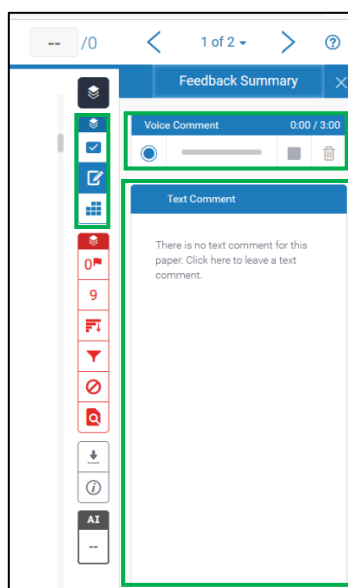 -- /0 1 of 2
Feedback Summary
Voice Comment 0:00 / 3:00
Text Comment
There is no text comment for this
paper. Click here to leave a text
comment.
0
9
AI
--